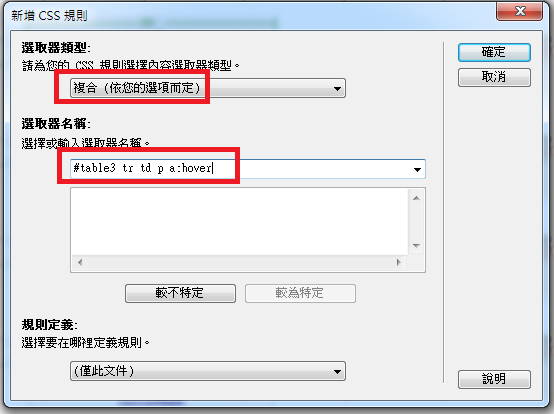 新增 CSS 規則
選取器類型:
請為您的 CSS 規則選擇內容選取器類型。
複合 (依您的選項而定)
確定
取消
選取器名稱:
選擇或輸入選取器名稱。
#table3 tr td p a:hover
較不特定
較為特定
規則定義:
選擇要在哪裡定義規則。
(僅此文件)
說明